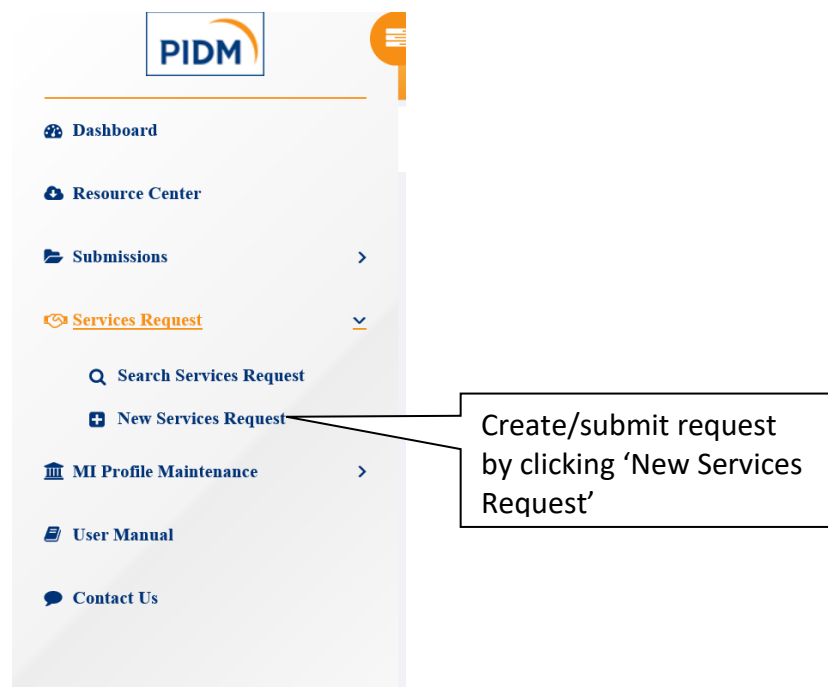 PIDM
Dashboard
Resource Center
Submissions
Services Request
Search Services Request
New Services Request
Create/submit request
by clicking ‘New Services
Request’
MI Profile Maintenance
User Manual
Contact Us